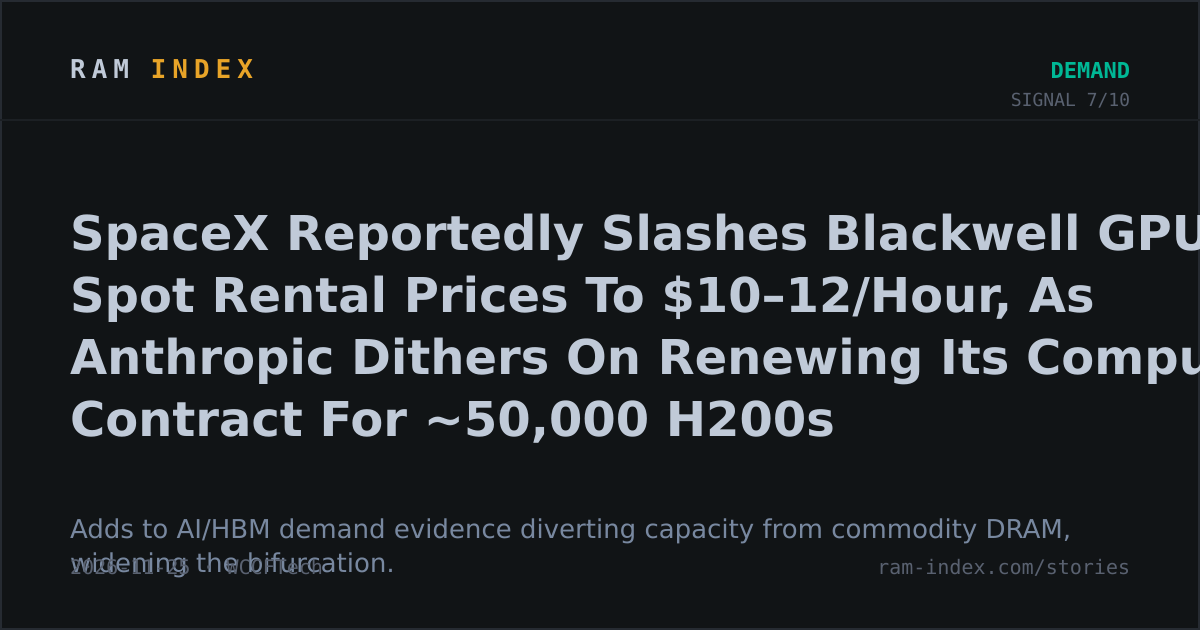 RAM INDEX
DEMAND
SIGNAL 7/10
SpaceX Reportedly Slashes Blackwell GPU
Spot Rental Prices To $10–12/Hour, As
Anthropic Dithers On Renewing Its Compu
Contract For ~50,000 H200s
Adds to AI/HBM demand evidence diverting capacity from commodity DRAM,
widening the bifurcation.
· WCCFTech
ram-index.com/stories